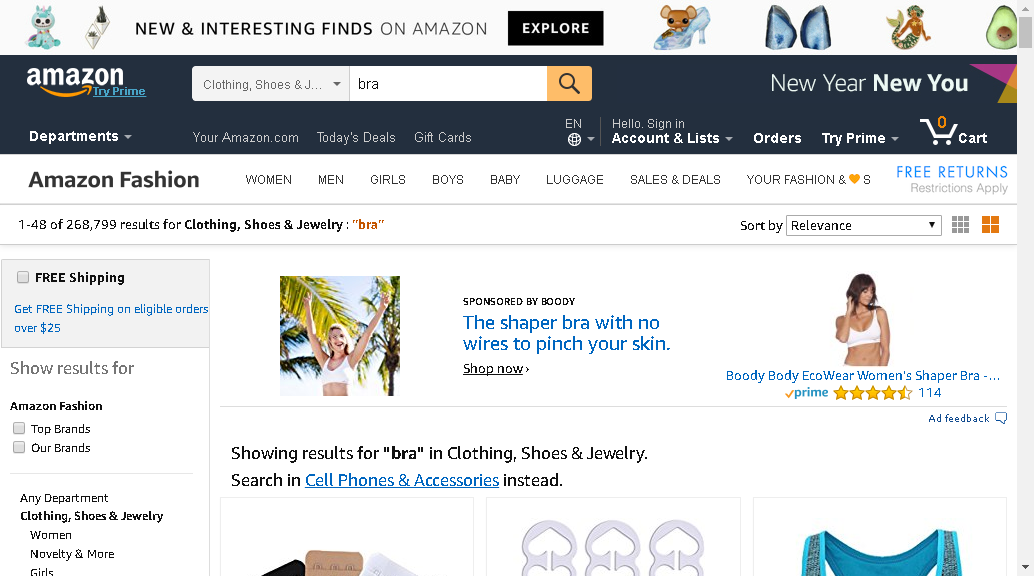 NEW & INTERESTING FINDS ON AMAZON EXPLORE
amazon
Try Prime
Clothing, Shoes & J...
bra
New Year New You
Departments
Your Amazon.com
Today's Deals
Gift Cards
EN
Hello. Sign in
Account & Lists
Orders
Try Prime
0
Cart
Amazon Fashion
WOMEN
MEN
GIRLS
BOYS
BABY
LUGGAGE
SALES & DEALS
YOUR FASHION & S
FREE RETURNS
Restrictions Apply
1-48 of 268,799 results for Clothing, Shoes & Jewelry : "bra"
Sort by Relevance
FREE Shipping
Get FREE Shipping on eligible orders
over $25
Show results for
Amazon Fashion
Top Brands
Our Brands
Any Department
Clothing, Shoes & Jewelry
Women
Novelty & More
Girls
SPONSORED BY BOODY
The shaper bra with no
wires to pinch your skin.
Shop now ›
Boody Body EcoWear Women's Shaper Bra -...
prime 114
Ad feedback
Showing results for "bra" in Clothing, Shoes & Jewelry.
Search in Cell Phones & Accessories instead.